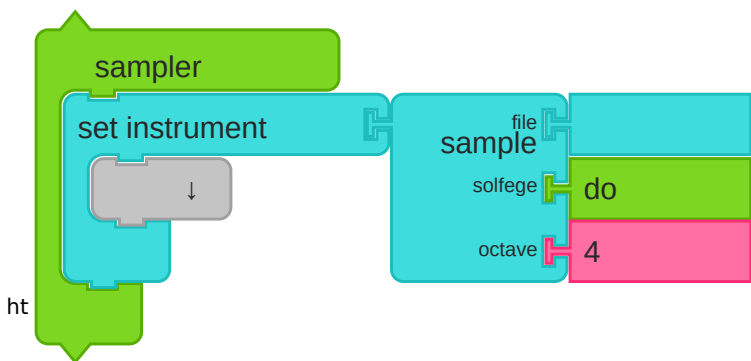 sampler
set instrument
file
sample
solfege do
octave 4
↓
ht